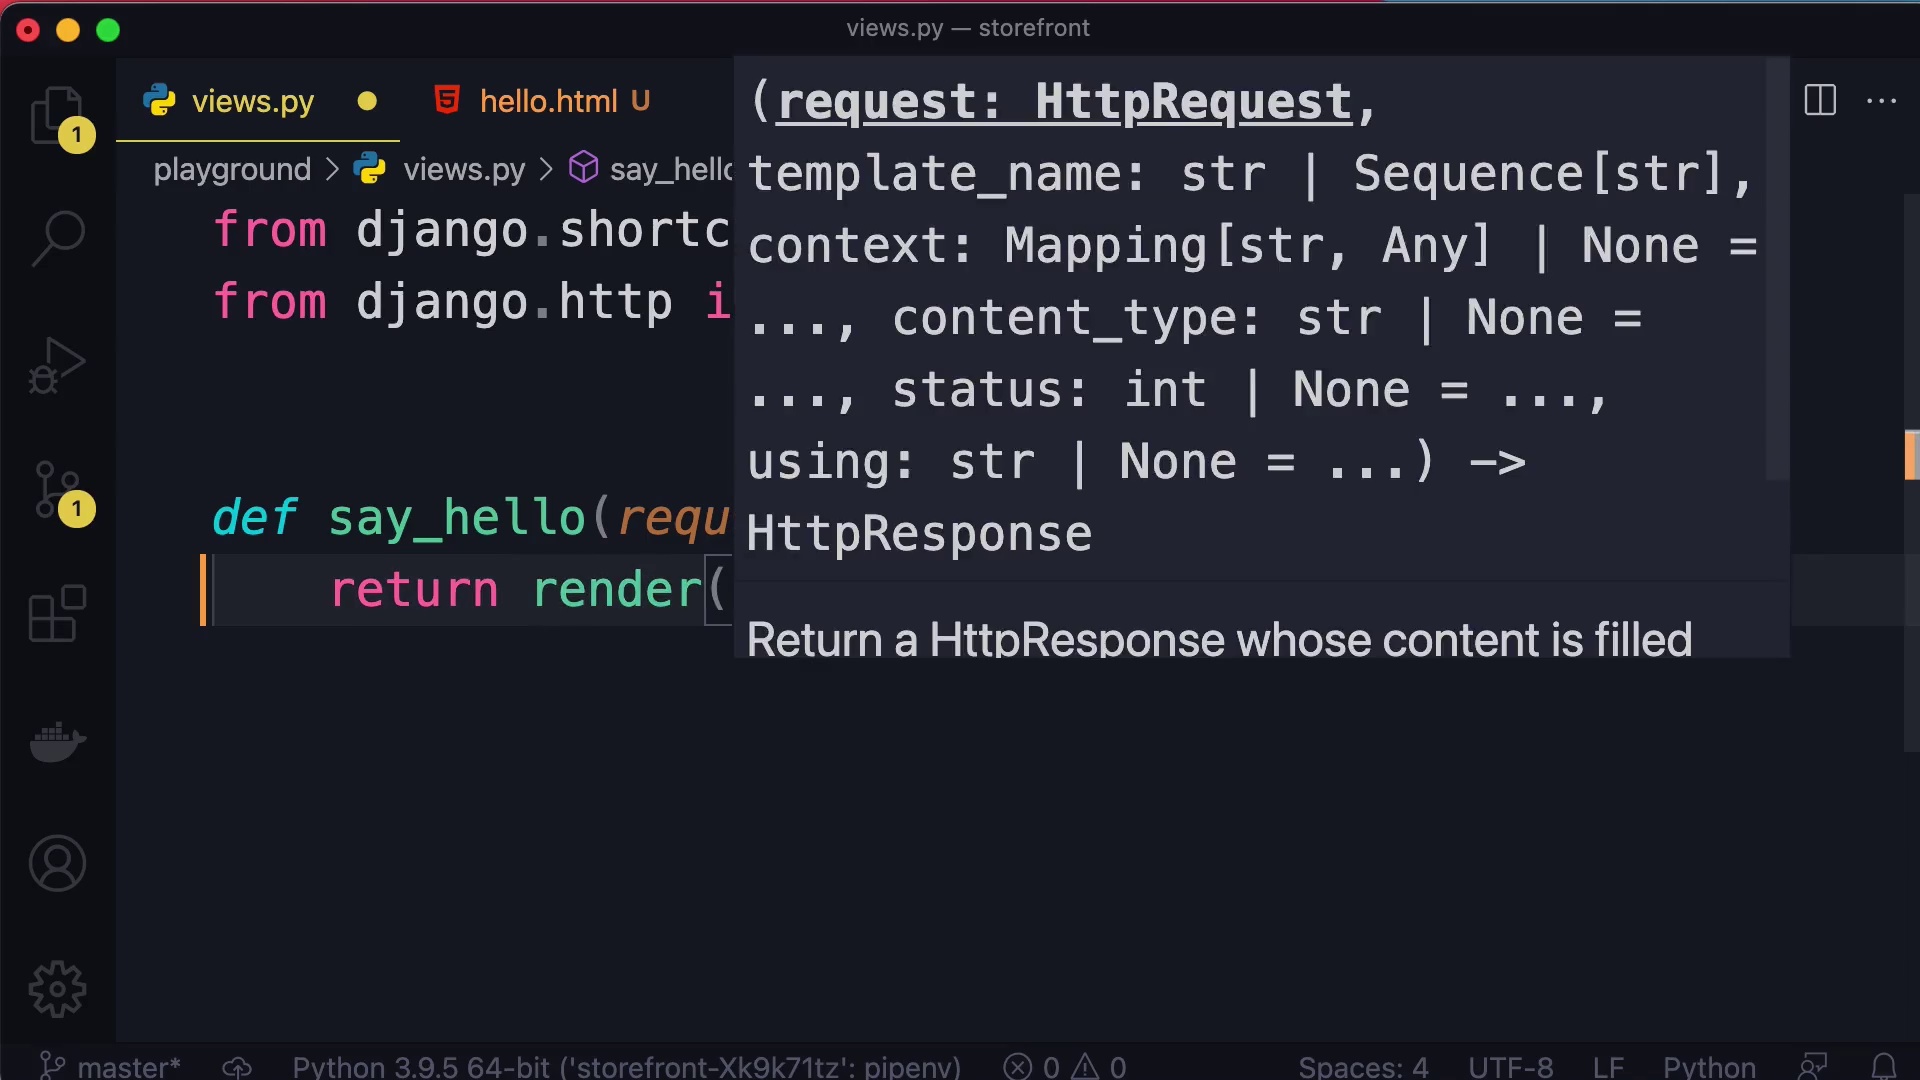 views.py — storefront
views.py
hello.html U
(request: HttpRequest,
template_name: str | Sequence[str],
context: Mapping[str, Any] | None =
..., content_type: str | None =
..., status: int | None = ...,
using: str | None = ...) ->
HttpResponse
Return a HttpResponse whose content is filled
1
playground > views.py > say_hello
from django.shortc
from django.http i
1
def say_hello(requ
return render(
master* Python 3.9.5 64-bit ('storefront-Xk9k71tz': pipenv) 0 0 Spaces: 4 UTF-8 LF Python